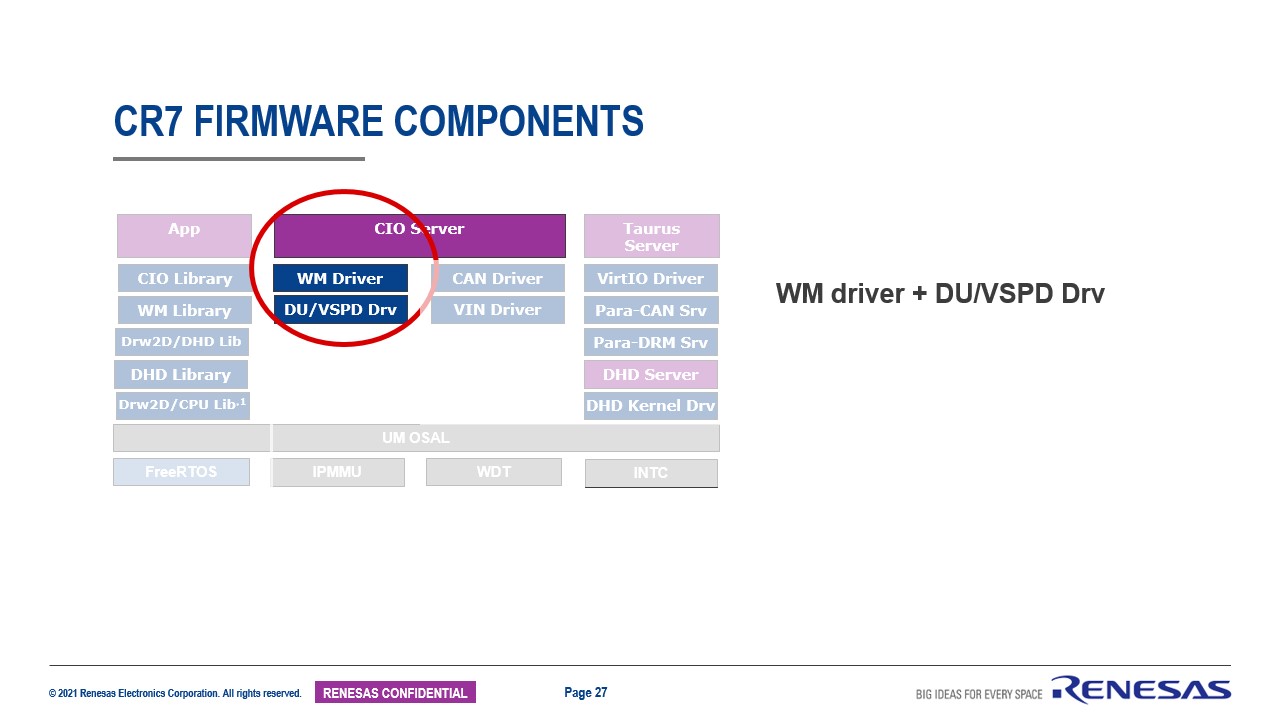 CR7 FIRMWARE COMPONENTS
App
CIO Server
Taurus
Server
CIO Library
WM Driver
CAN Driver
VirtIO Driver
WM Library
DU/VSPD Drv
VIN Driver
Para-CAN Srv
Drw2D/DHD Lib
Para-DRM Srv
DHD Library
DHD Server
Drw2D/CPU Lib,1
DHD Kernel Drv
UM OSAL
FreeRTOS
IPMMU
WDT
INTC
WM driver + DU/VSPD Drv
© 2021 Renesas Electronics Corporation. All rights reserved.
RENESAS CONFIDENTIAL
Page 27
BIG IDEAS FOR EVERY SPACE
RENESAS